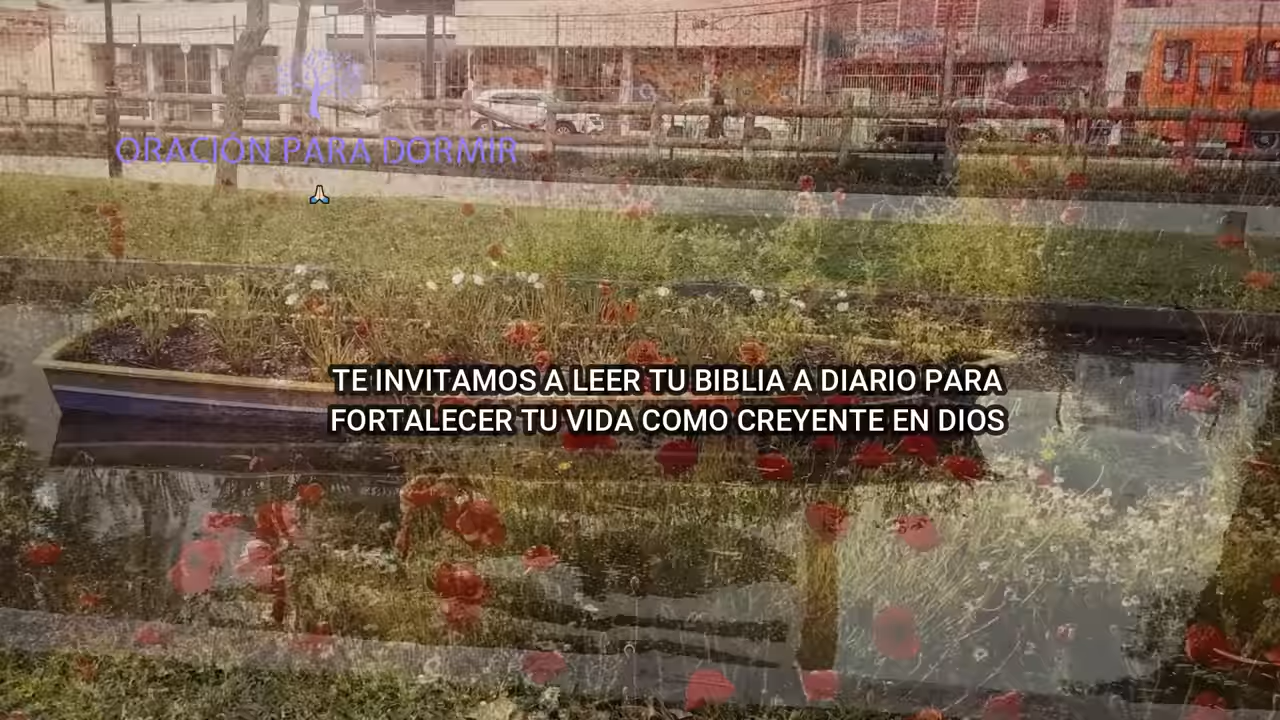 ORACIÓN PARA DORMIR
TE INVITAMOS A LEER TU BIBLIA A DIARIO PARA
FORTALECER TU VIDA COMO CREYENTE EN DIOS